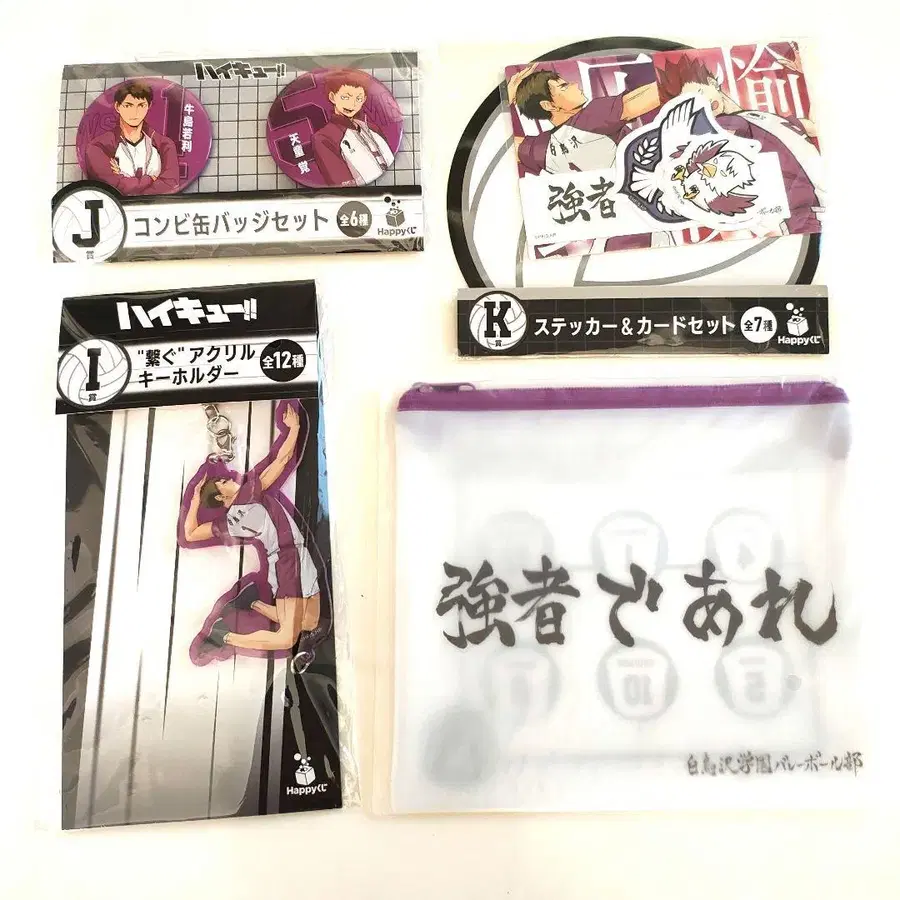 ハイキュー!!
牛島若利
天童 覚
J賞
コンビ缶バッジセット
全6種
Happyくじ
愉
強者
K賞
ステッカー&カードセット
全7種
Happyくじ
ハイキュー!!
I賞
"繋ぐ"アクリル
キーホルダー
全12種
Happyくじ
強者であれ
10
白鳥沢学園バレーボール部